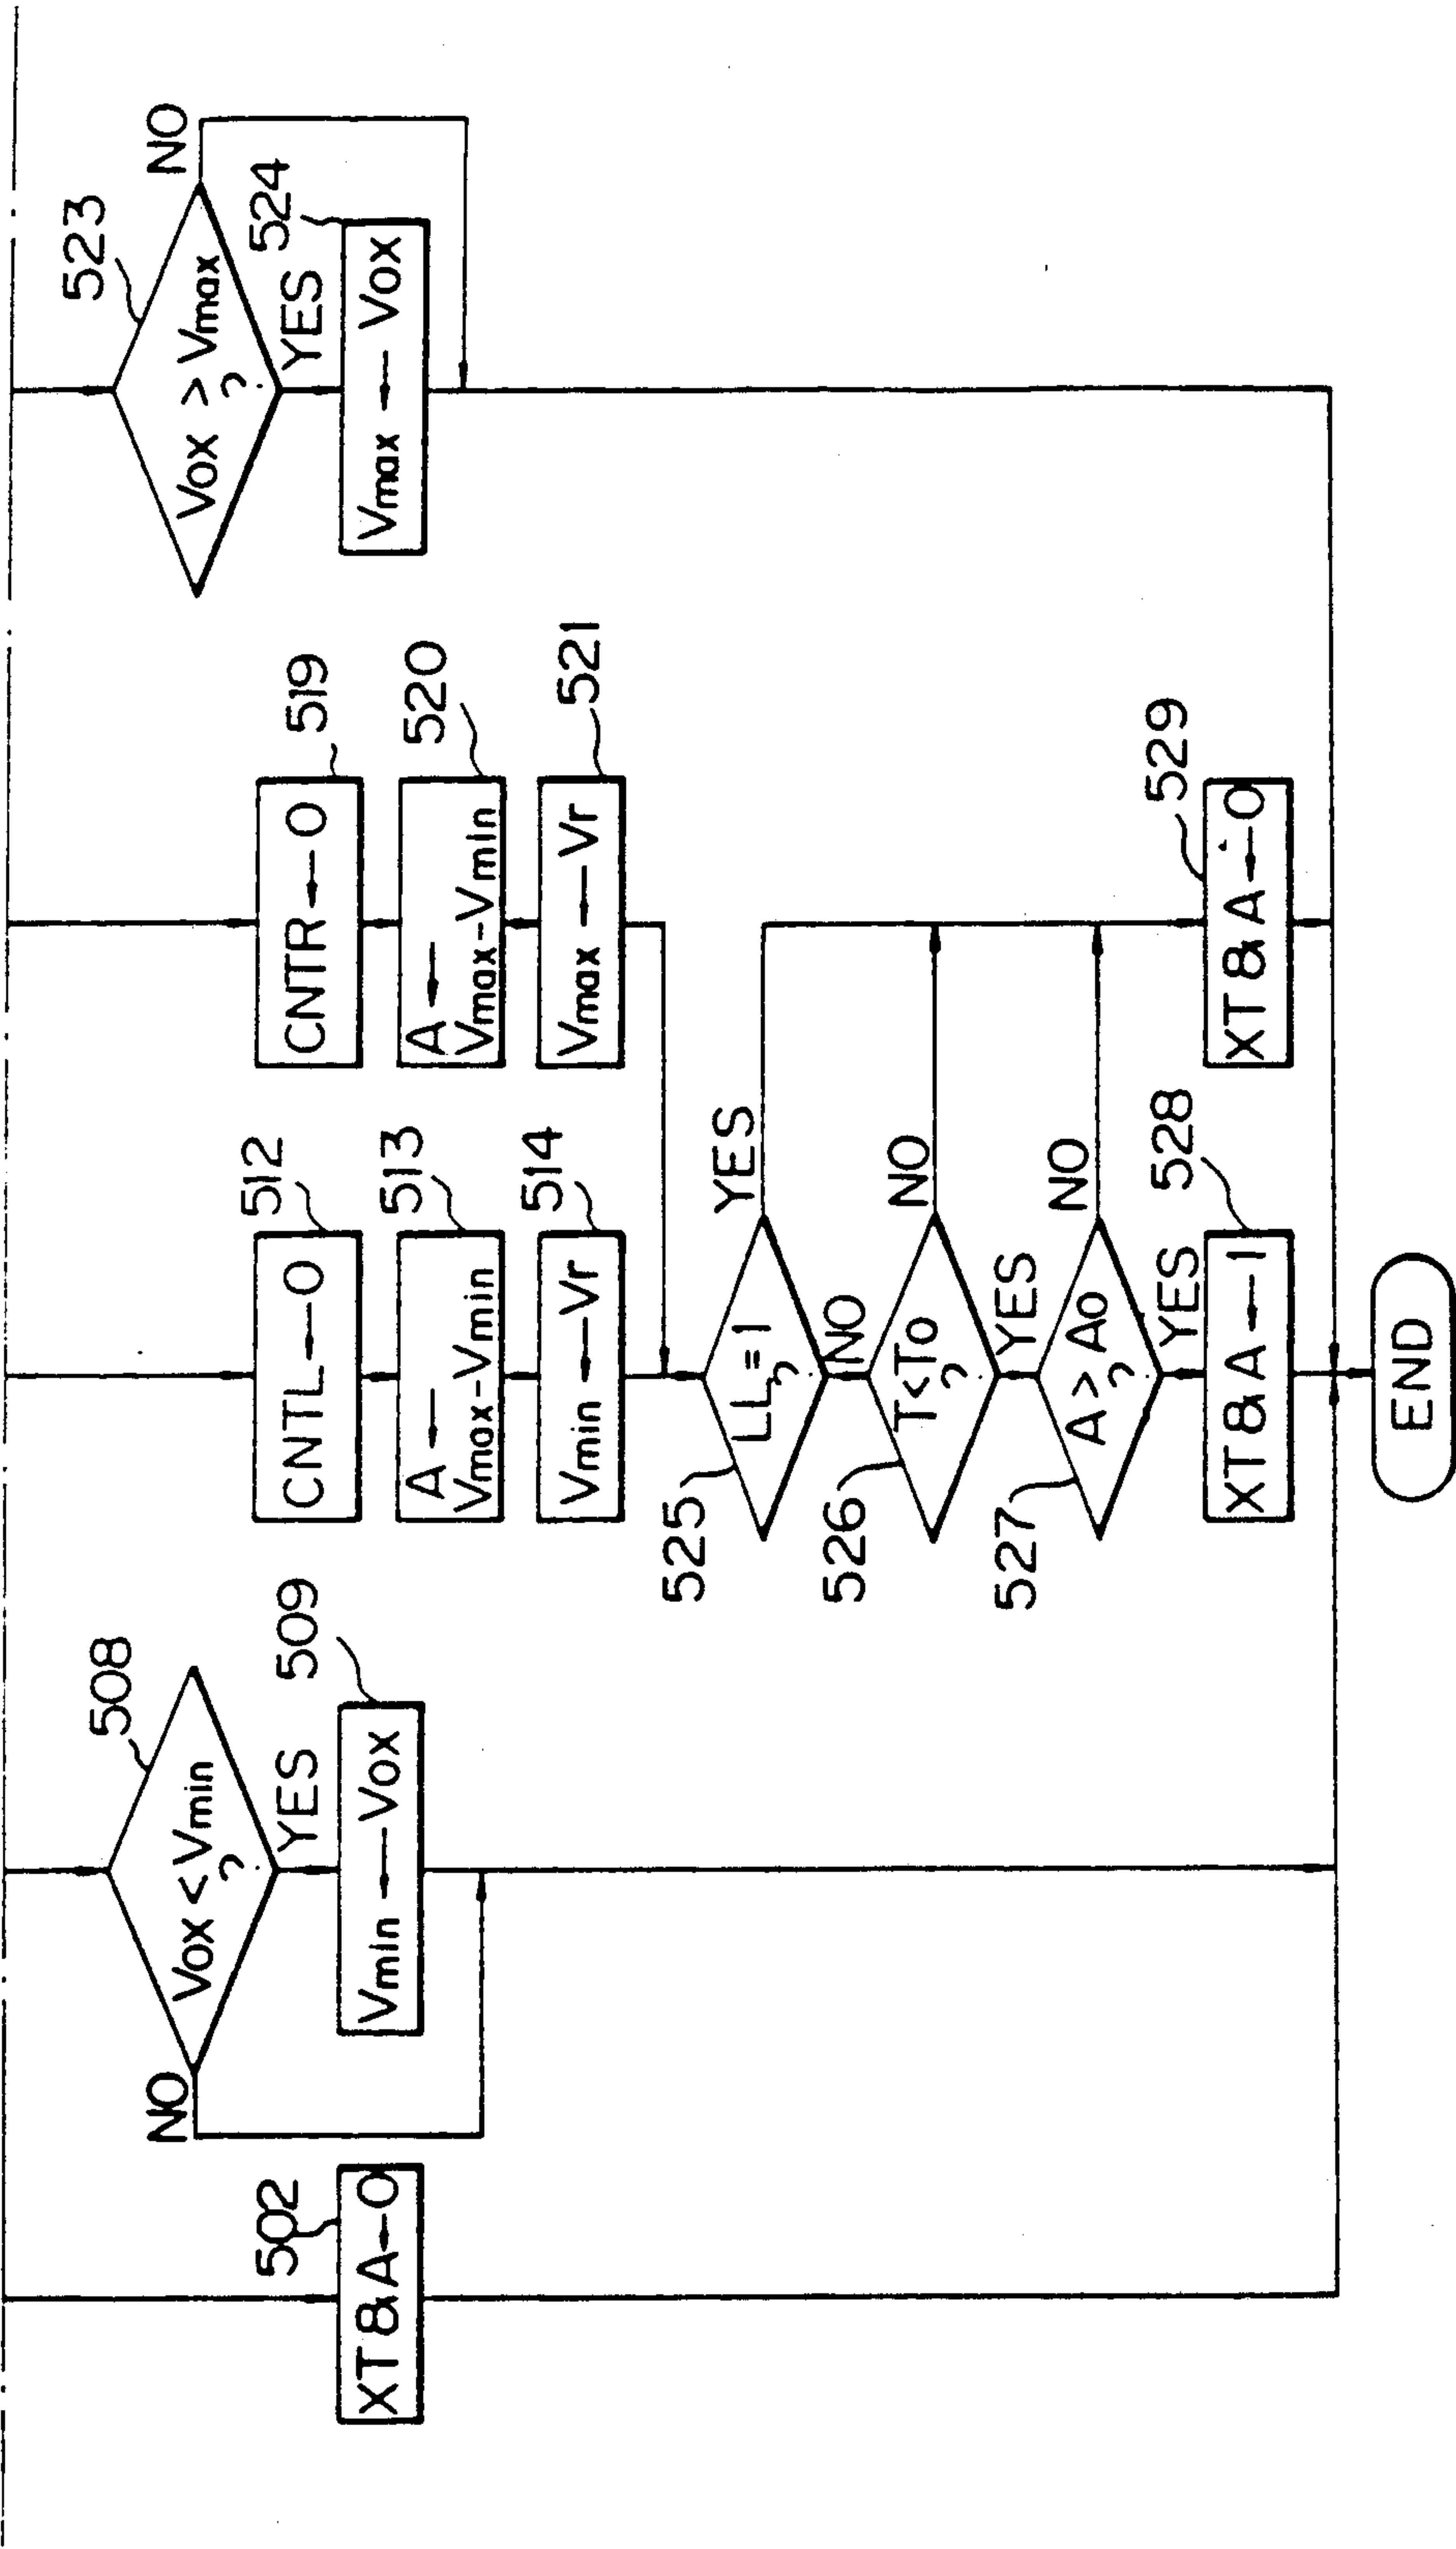 502
XT & A ← 0
508
Vox < Vmin
?
NO
YES
509
Vmin ← Vox
512
CNTL ← 0
513
A ←
Vmax - Vmin
514
Vmin ← Vr
519
CNTR ← 0
520
A ←
Vmax - Vmin
521
Vmax ← Vr
523
Vox > Vmax
?
NO
YES
524
Vmax ← Vox
525
LL = 1
?
YES
NO
526
T < To
?
NO
YES
527
A > Ao
?
NO
YES
528
XT & A ← 1
529
XT & A ← 0
END